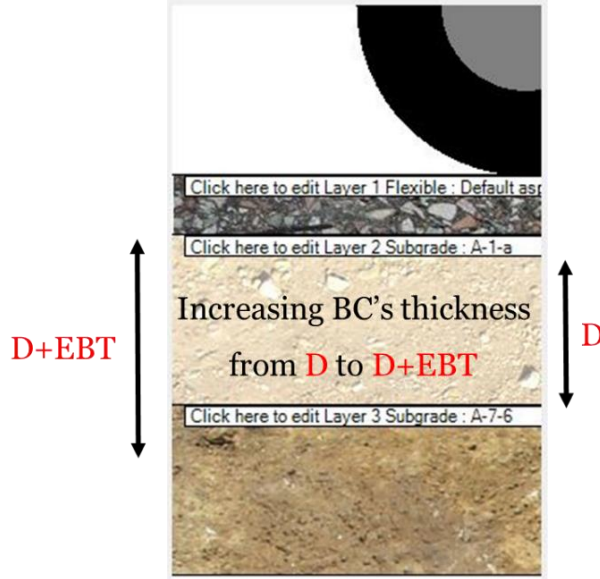 Click here to edit Layer 1 Flexible : Default asp
Click here to edit Layer 2 Subgrade : A-1-a
Increasing BC's thickness
from D to D+EBT
D+EBT
D
Click here to edit Layer 3 Subgrade : A-7-6